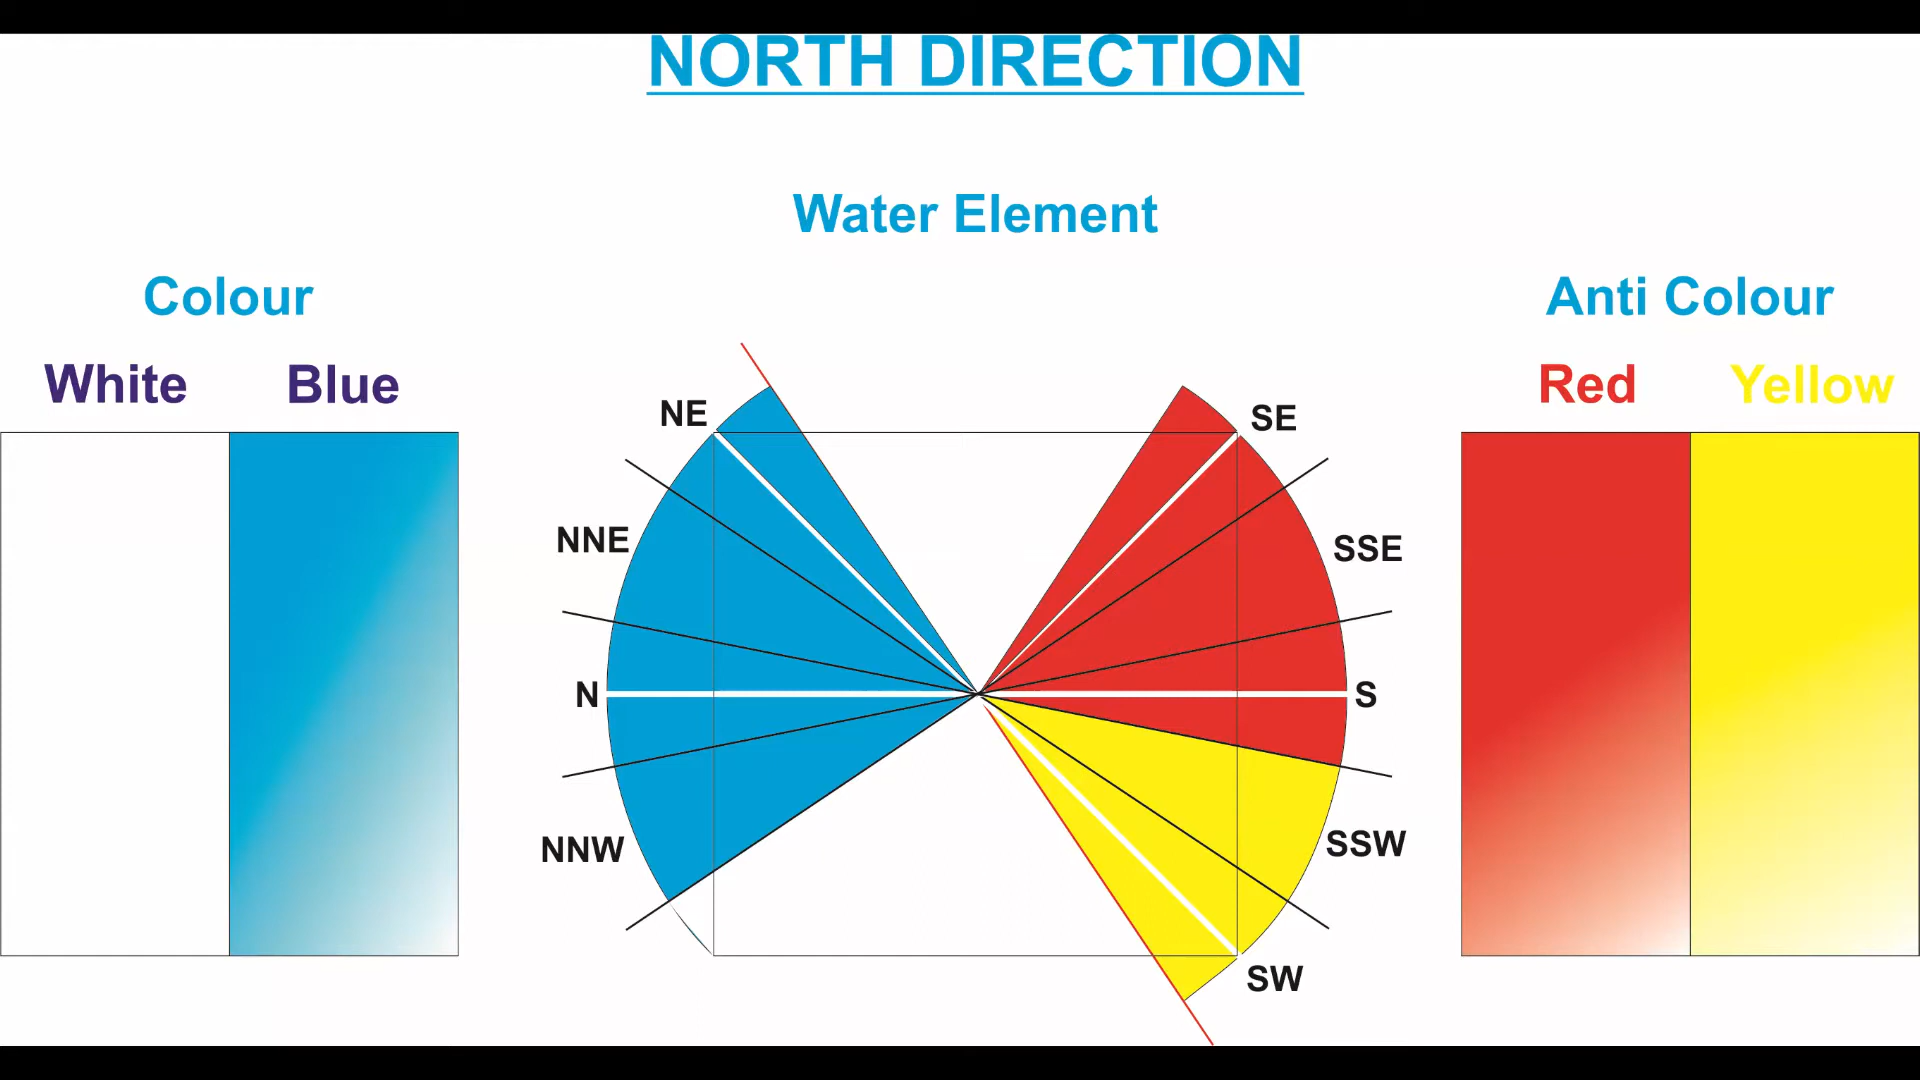 NORTH DIRECTION
Water Element
Colour
Anti Colour
White Blue
Red Yellow
NE
SE
NNE
SSE
N
S
NNW
SSW
SW